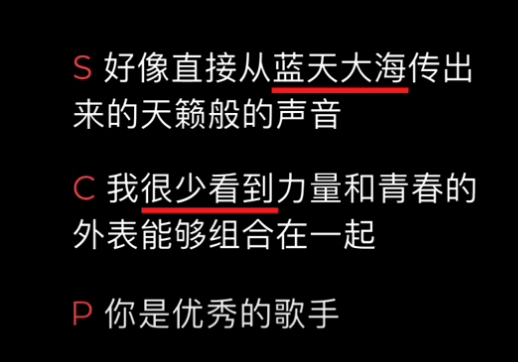 S 好像直接从蓝天大海传出
来的天籁般的声音
C 我很少看到力量和青春的
外表能够组合在一起
P 你是优秀的歌手